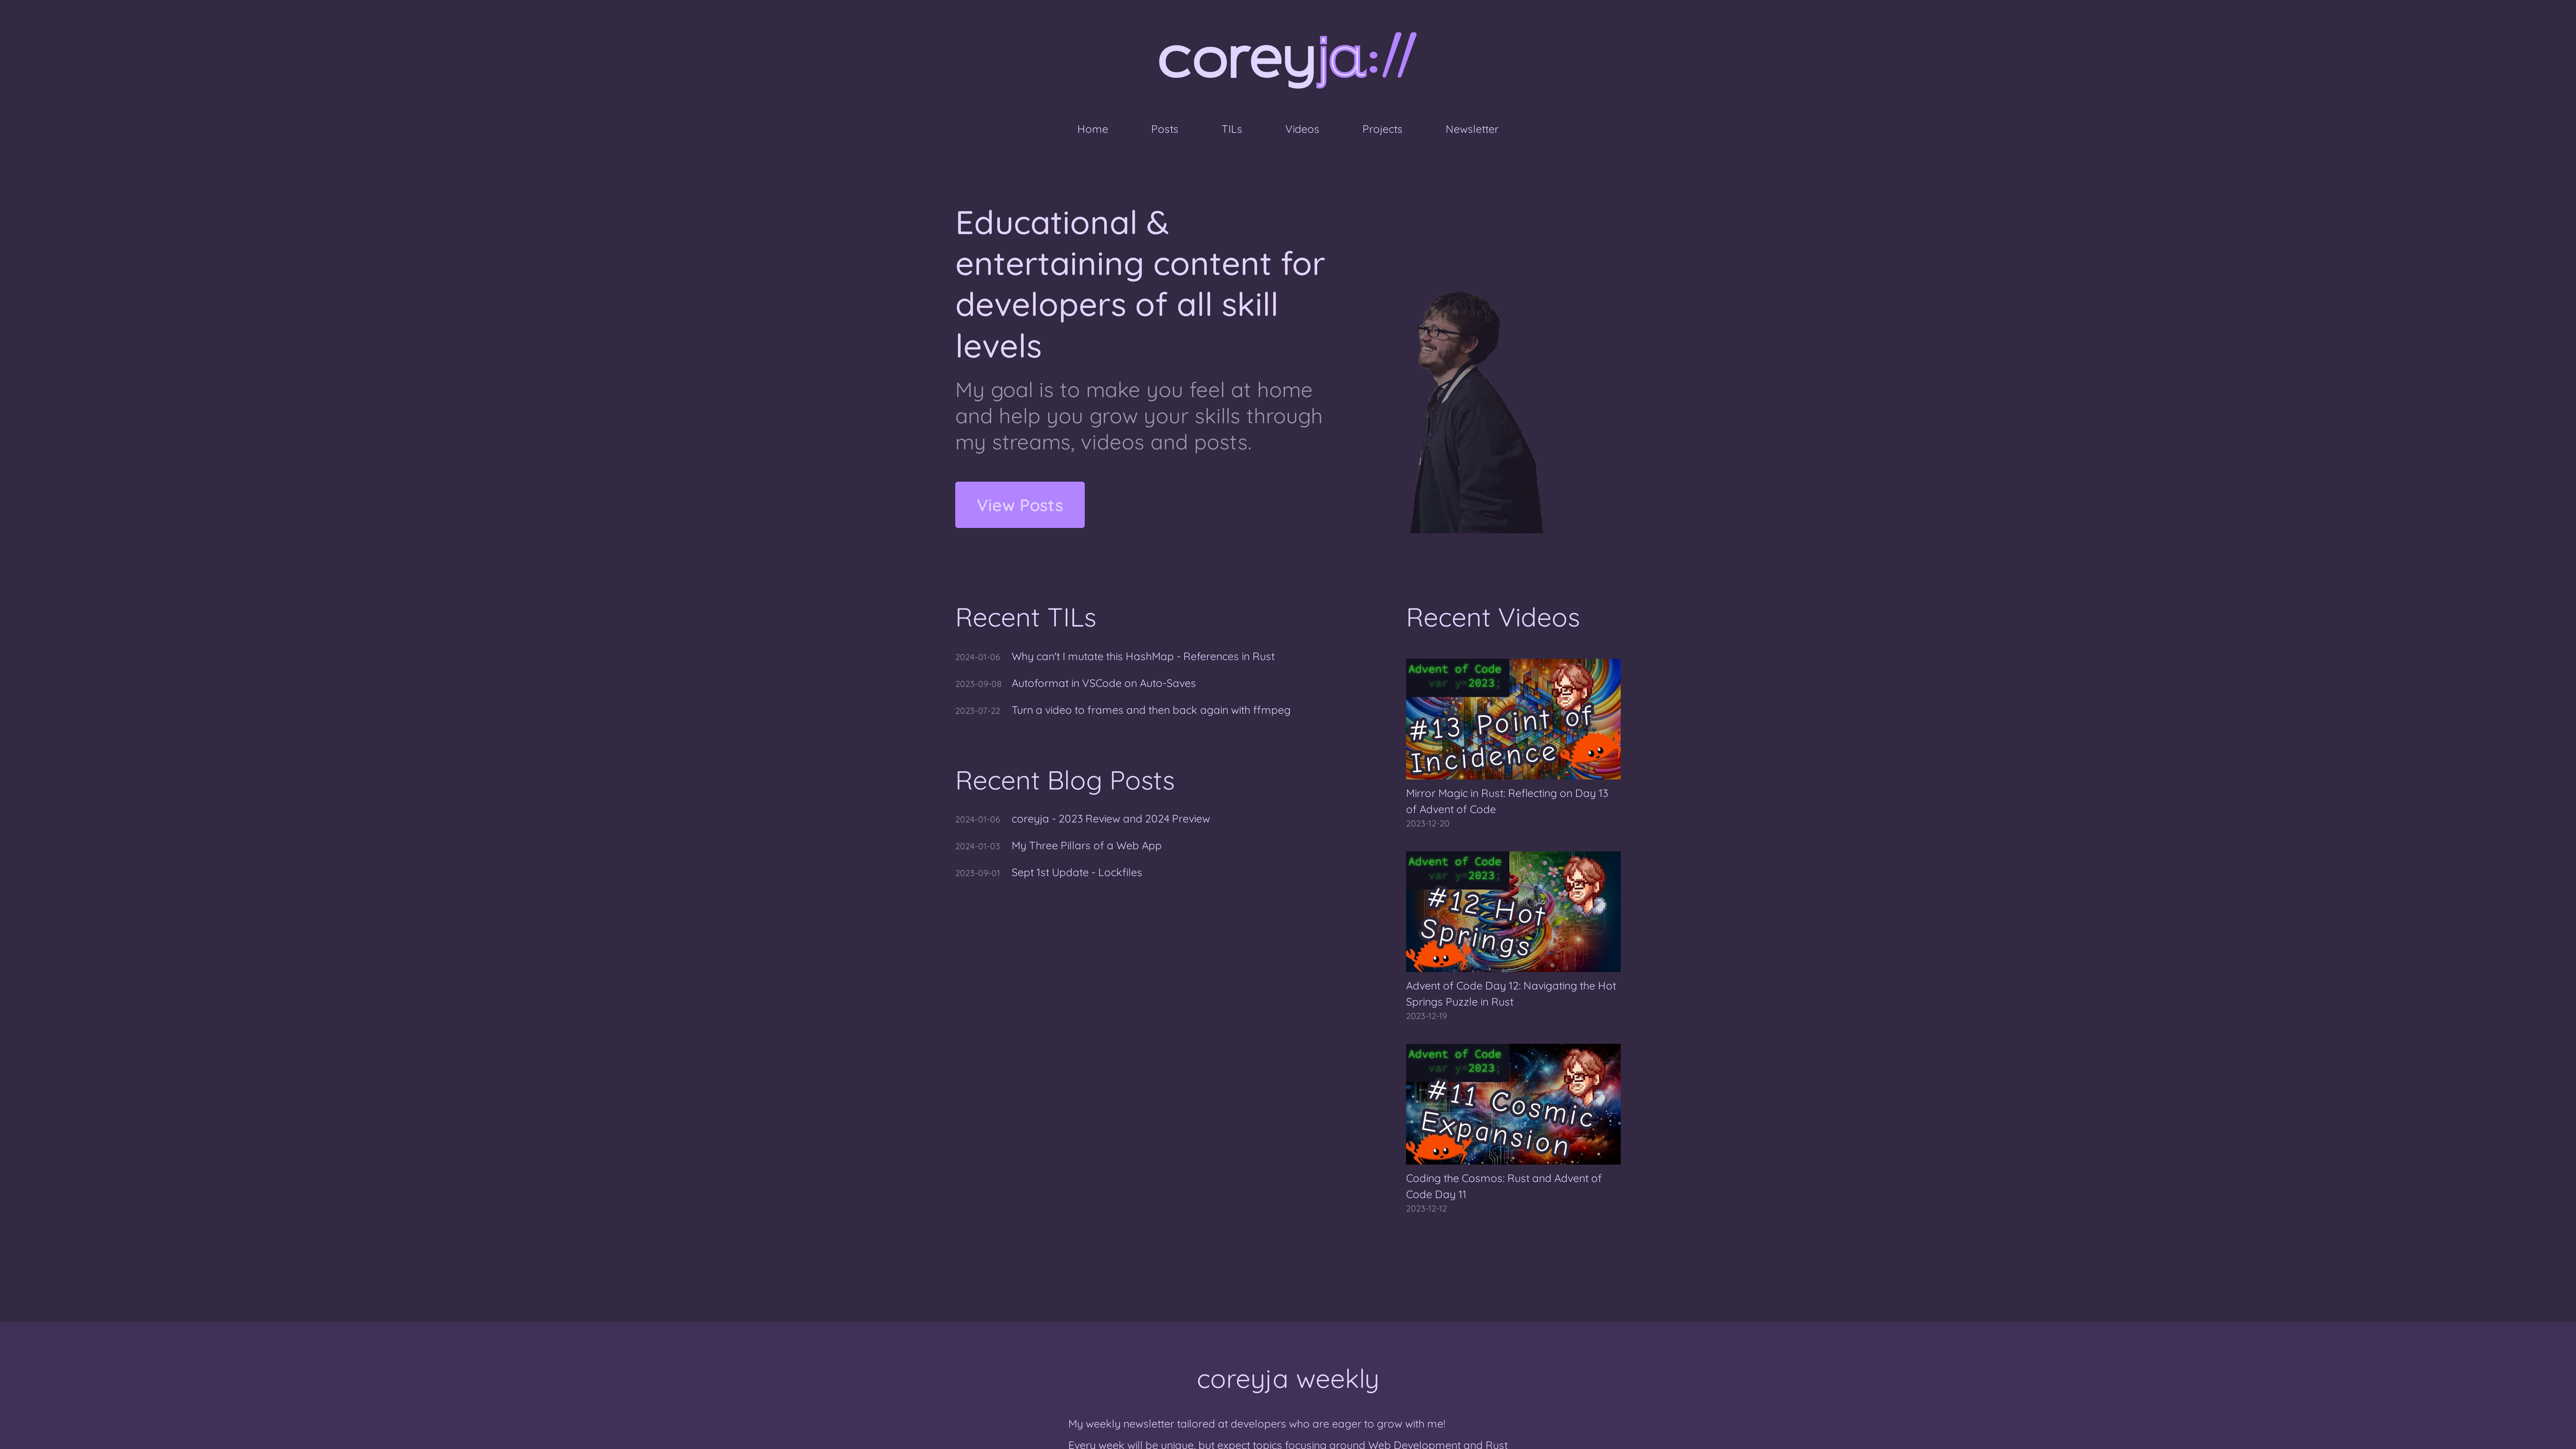 coreyja://
Home Posts TILs Videos Projects Newsletter
Educational &
entertaining content for
developers of all skill
levels
My goal is to make you feel at home
and help you grow your skills through
my streams, videos and posts.
View Posts
Recent TILs
2024-01-06 Why can't I mutate this HashMap - References in Rust
2023-09-08 Autoformat in VSCode on Auto-Saves
2023-07-22 Turn a video to frames and then back again with ffmpeg
Recent Blog Posts
2024-01-06 coreyja - 2023 Review and 2024 Preview
2024-01-03 My Three Pillars of a Web App
2023-09-01 Sept 1st Update - Lockfiles
Recent Videos
Advent of Code
var y=2023;
#13 Point of
Incidence
Mirror Magic in Rust: Reflecting on Day 13
of Advent of Code
2023-12-20
Advent of Code
var y=2023;
#12 Hot
Springs
Advent of Code Day 12: Navigating the Hot
Springs Puzzle in Rust
2023-12-19
Advent of Code
var y=2023;
#11 Cosmic
Expansion
Coding the Cosmos: Rust and Advent of
Code Day 11
2023-12-12
coreyja weekly
My weekly newsletter tailored at developers who are eager to grow with me!
Every week will be unique, but expect topics focusing around Web Development and Rust